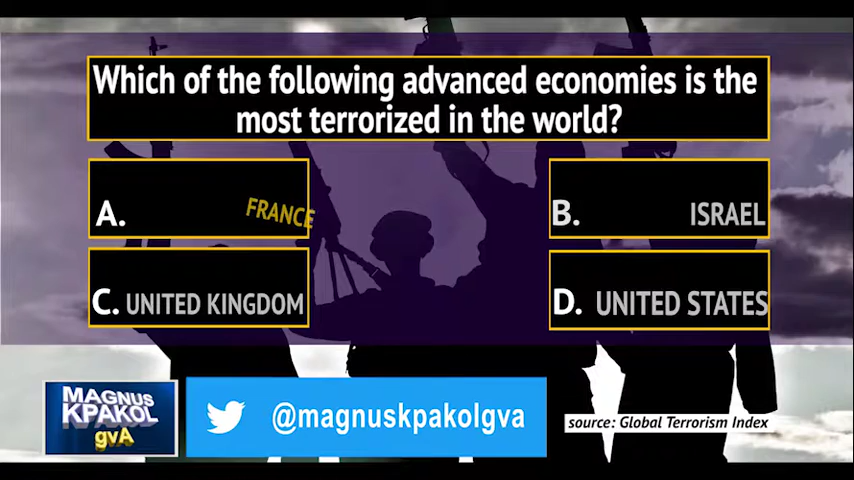 Which of the following advanced economies is the
most terrorized in the world?
A. FRANCE
B. ISRAEL
C. UNITED KINGDOM
D. UNITED STATES
MAGNUS
KPAKOL
gvA
@magnuskpakolgva
source: Global Terrorism Index